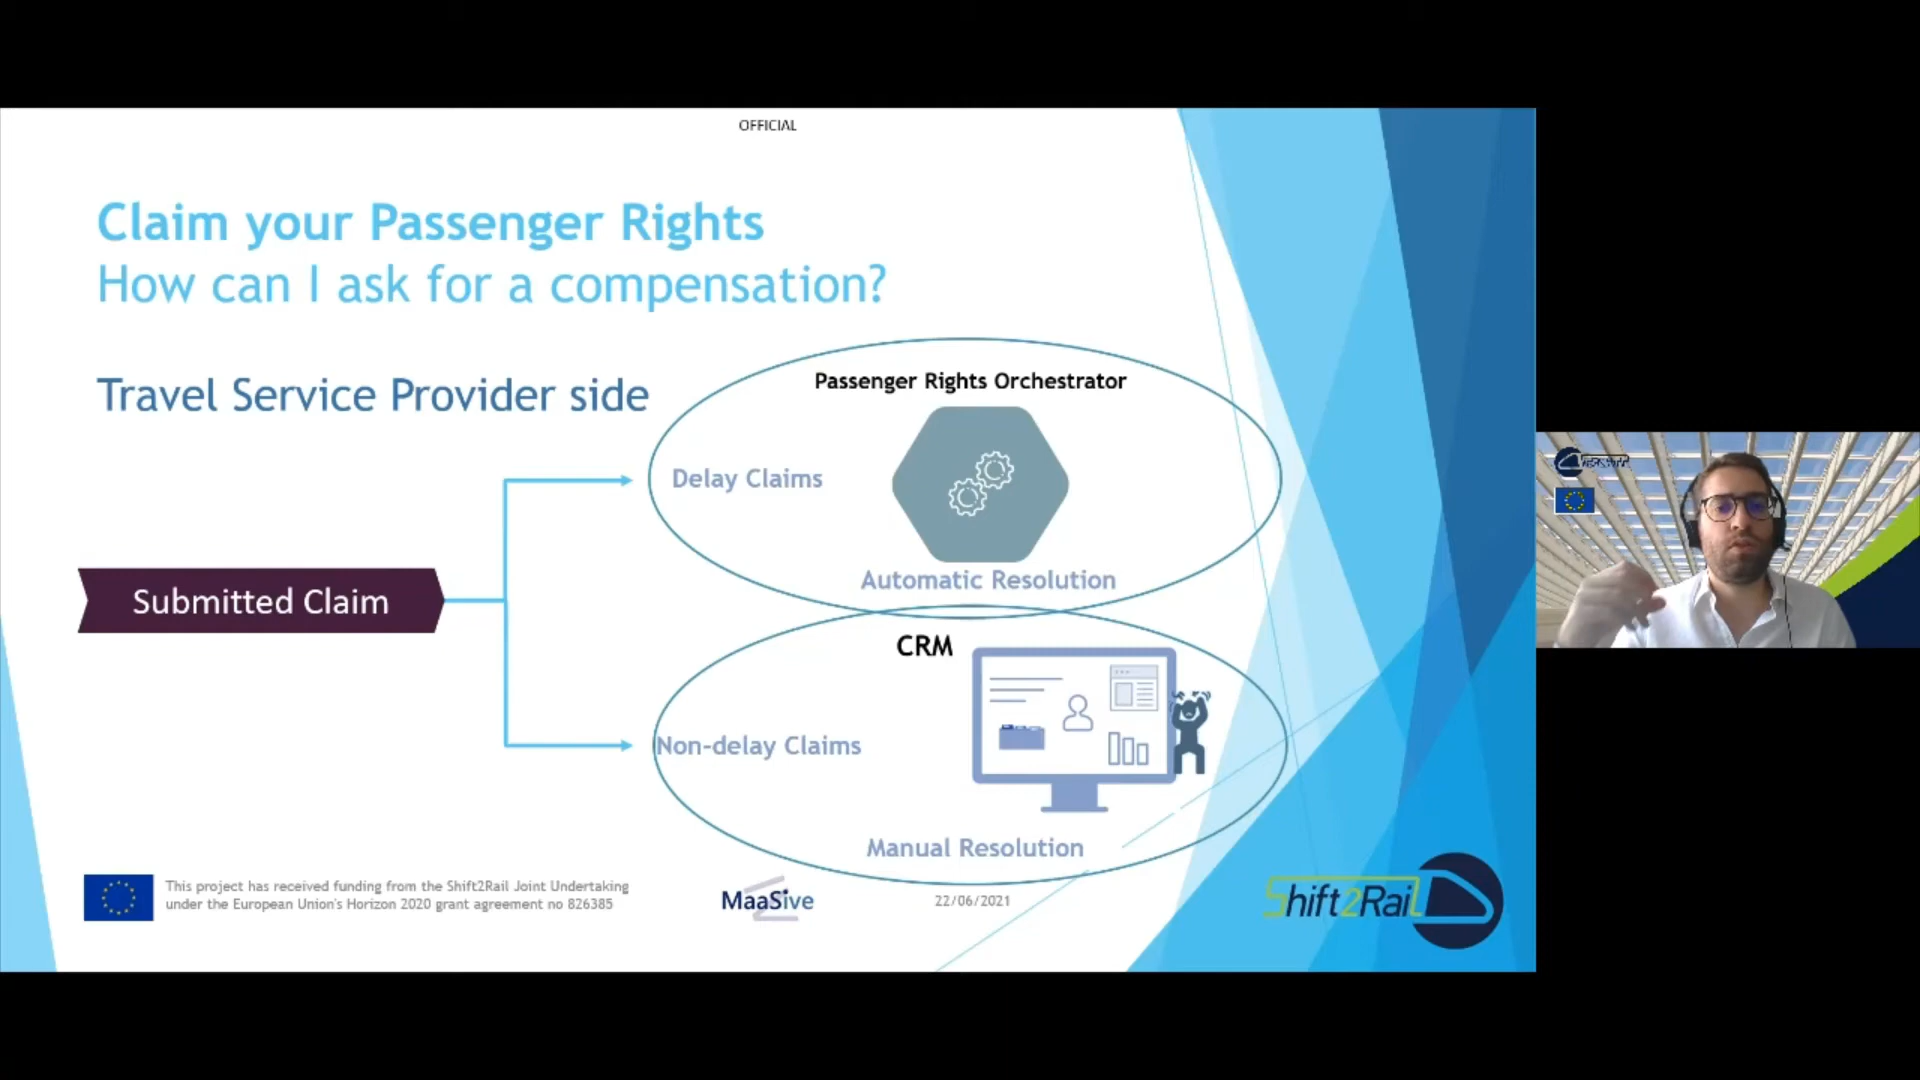 OFFICIAL
Claim your Passenger Rights
How can I ask for a compensation?
Travel Service Provider side
Passenger Rights Orchestrator
Delay Claims
Automatic Resolution
Submitted Claim
CRM
Non-delay Claims
Manual Resolution
This project has received funding from the Shift2Rail Joint Undertaking
under the European Union's Horizon 2020 grant agreement no 826385
MaaSive
22/06/2021
Shift2Rail